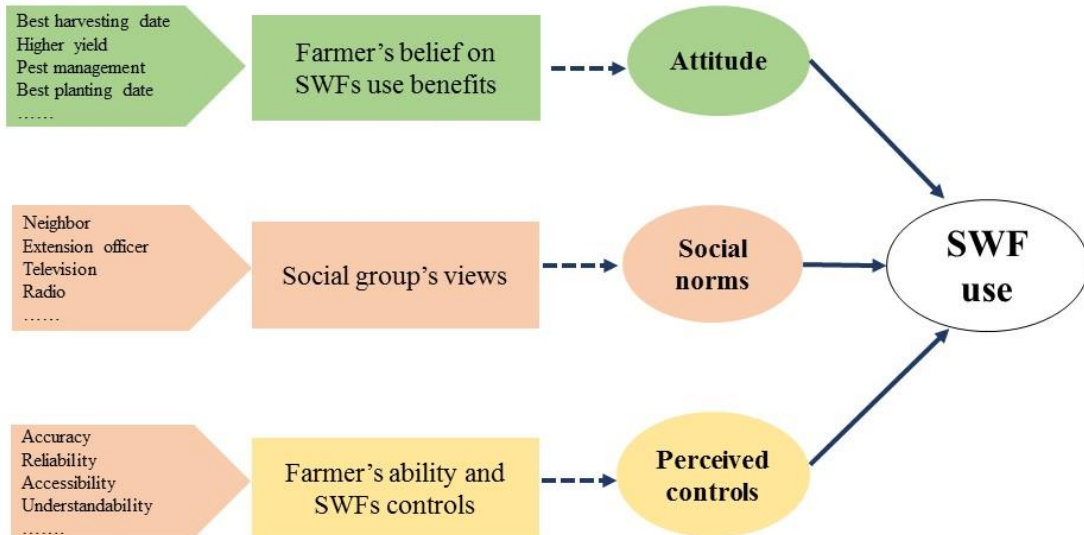 Best harvesting date
Higher yield
Pest management
Best planting date
……
Farmer’s belief on
SWFs use benefits
Attitude
Neighbor
Extension officer
Television
Radio
……
Social group’s views
Social
norms
SWF
use
Accuracy
Reliability
Accessibility
Understandability
…….
Farmer’s ability and
SWFs controls
Perceived
controls